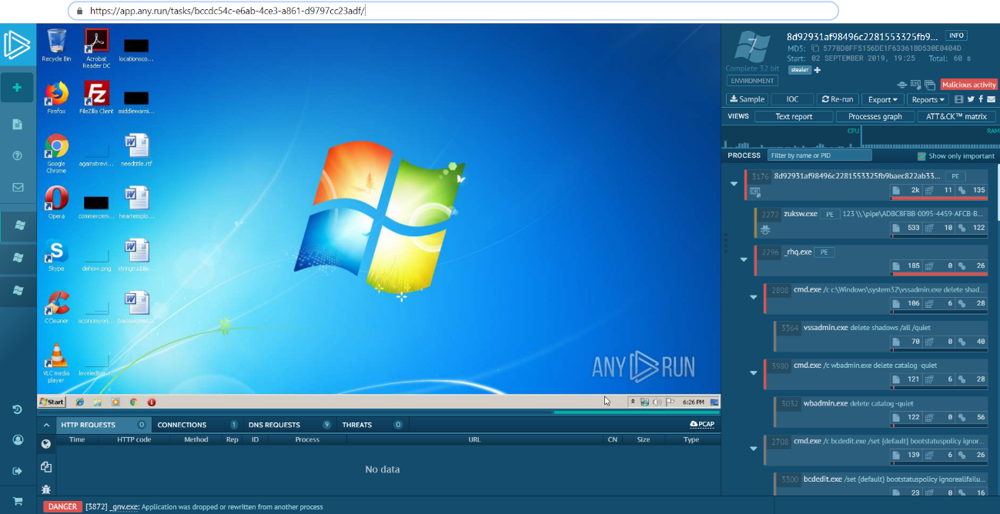 https://app.any.run/tasks/bccdc54c-e6ab-4ce3-a861-d9797cc23adf/
Recycle Bin
Acrobat Reader DC
locationsco...
Firefox
FileZilla Client
middlewarni...
Google Chrome
againstrevi...
needtitle.rtf
Opera
commercem...
heartemplo...
Skype
dehow.png
stringmobile...
CCleaner
economyori...
VLC media player
ANY RUN
Start
6:26 PM
8d92931af98496c2281553325fb9...
INFO
MD5: 5778D8FF5156DE1F63361BD530E0404D
Start: 02 SEPTEMBER 2019, 19:25 Total: 60 s
stealer
7
Complete 32 bit
ENVIRONMENT
Malicious activity
Sample IOC Re-run Export Reports
VIEWS Text report Processes graph ATT&CK™ matrix
CPU RAM
PROCESS Filter by name or PID Show only important
3176 8d92931af98496c2281553325fb9baec822ab33... PE
2k 11 135
2272 zuksw.exe PE 123 \\.\pipe\AD8C8FBB-0095-4459-AFCB-B...
533 10 122
2296 _rhq.exe PE
185 0 26
2808 cmd.exe /c c:\Windows\system32\vssadmin.exe delete shad...
106 6 28
3364 vssadmin.exe delete shadows /all /quiet
70 0 40
3980 cmd.exe /c wbadmin.exe delete catalog -quiet
121 6 28
3032 wbadmin.exe delete catalog -quiet
122 0 56
2708 cmd.exe /c bcdedit.exe /set {default} bootstatuspolicy ignor...
139 6 26
3300 bcdedit.exe /set {default} bootstatuspolicy ignoreallfailu...
23 0 16
HTTP REQUESTS 0 CONNECTIONS 1 DNS REQUESTS 9 THREATS 0 PCAP
Time HTTP code Method Rep ID Process URL CN Size Type
No data
DANGER [3872] _gnv.exe: Application was dropped or rewritten from another process